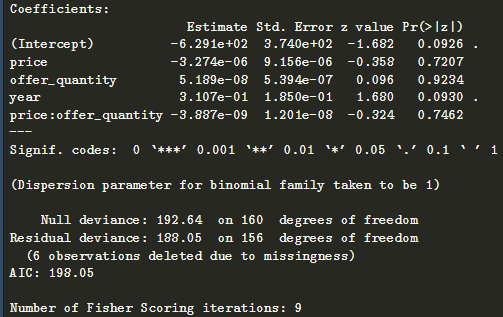 Coefficients:
                       Estimate Std. Error z value Pr(>|z|)
(Intercept)          -6.291e+02  3.740e+02  -1.682   0.0926 .
price                -3.274e-06  9.156e-06  -0.358   0.7207
offer_quantity        5.189e-08  5.394e-07   0.096   0.9234
year                  3.107e-01  1.850e-01   1.680   0.0930 .
price:offer_quantity -3.887e-09  1.201e-08  -0.324   0.7462
---
Signif. codes:  0 ‘***’ 0.001 ‘**’ 0.01 ‘*’ 0.05 ‘.’ 0.1 ‘ ’ 1
(Dispersion parameter for binomial family taken to be 1)
    Null deviance: 192.64  on 160  degrees of freedom
Residual deviance: 188.05  on 156  degrees of freedom
  (6 observations deleted due to missingness)
AIC: 198.05
Number of Fisher Scoring iterations: 9